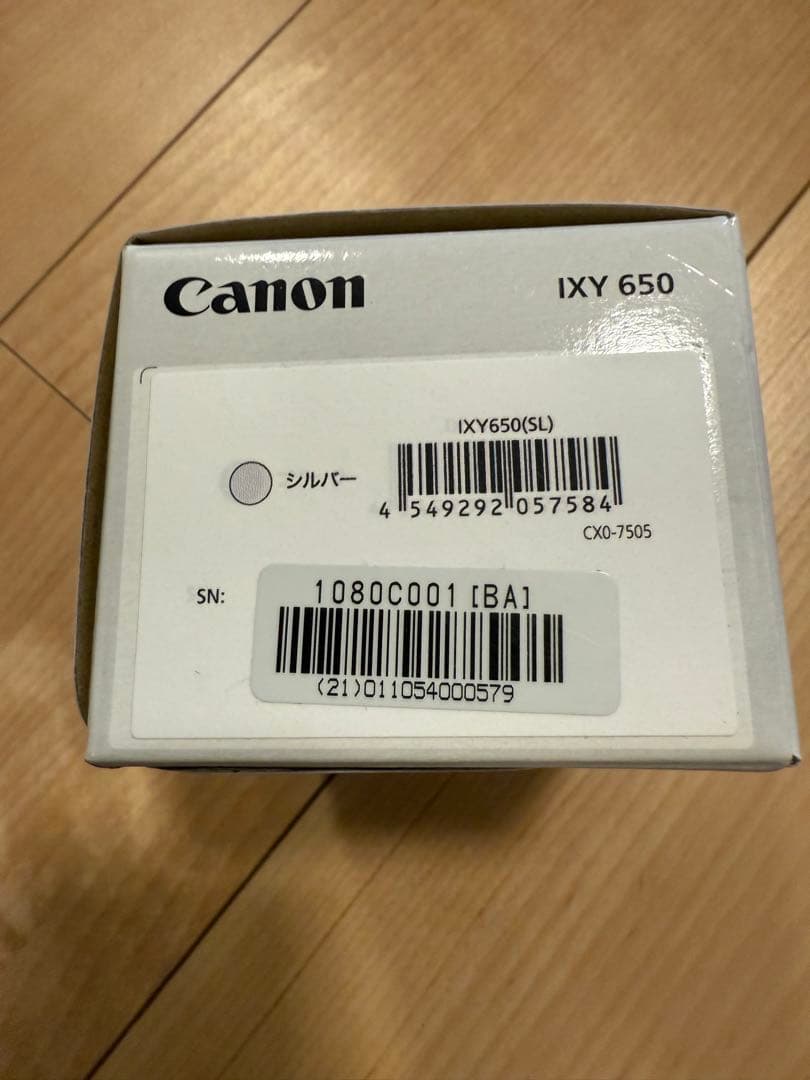 Canon
IXY 650
IXY650(SL)
シルバー
4 549292 057584
CX0-7505
SN:
1080C001 [BA]
(21)011054000579